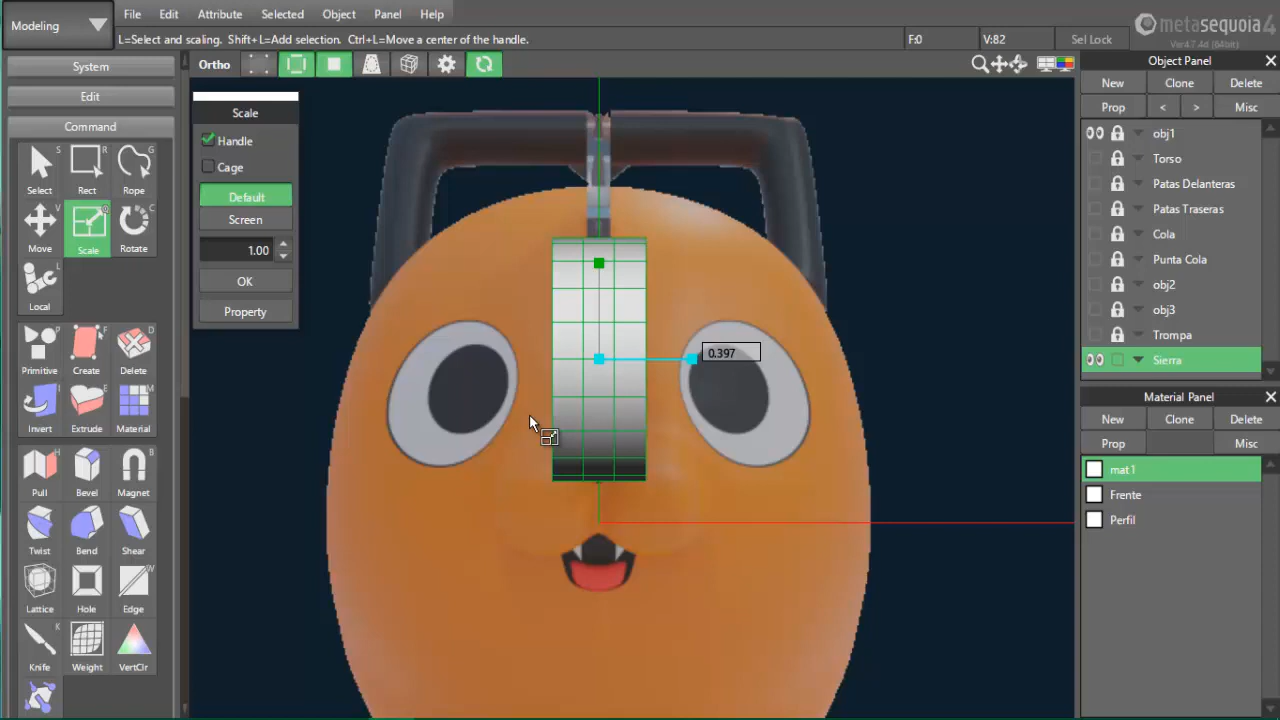 Modeling
File Edit Attribute Selected Object Panel Help
metasequoia 4
Ver4.7.4d (64bit)
L=Select and scaling. Shift+L=Add selection. Ctrl+L=Move a center of the handle.
F:0
V:82
Sel Lock
System
Ortho
Object Panel
New Clone Delete
Prop < > Misc
Edit
Command
Scale
Handle
Cage
Default
Screen
1.00
OK
Property
Select S
Rect R
Rope G
Move V
Scale Q
Rotate C
Local L
Primitive P
Create F
Delete D
Invert I
Extrude E
Material M
Pull H
Bevel
Magnet B
Twist
Bend
Shear
Lattice
Hole
Edge W
Knife K
Weight
VertClr
0.397
obj1
Torso
Patas Delanteras
Patas Traseras
Cola
Punta Cola
obj2
obj3
Trompa
Sierra
Material Panel
New Clone Delete
Prop Misc
mat1
Frente
Perfil